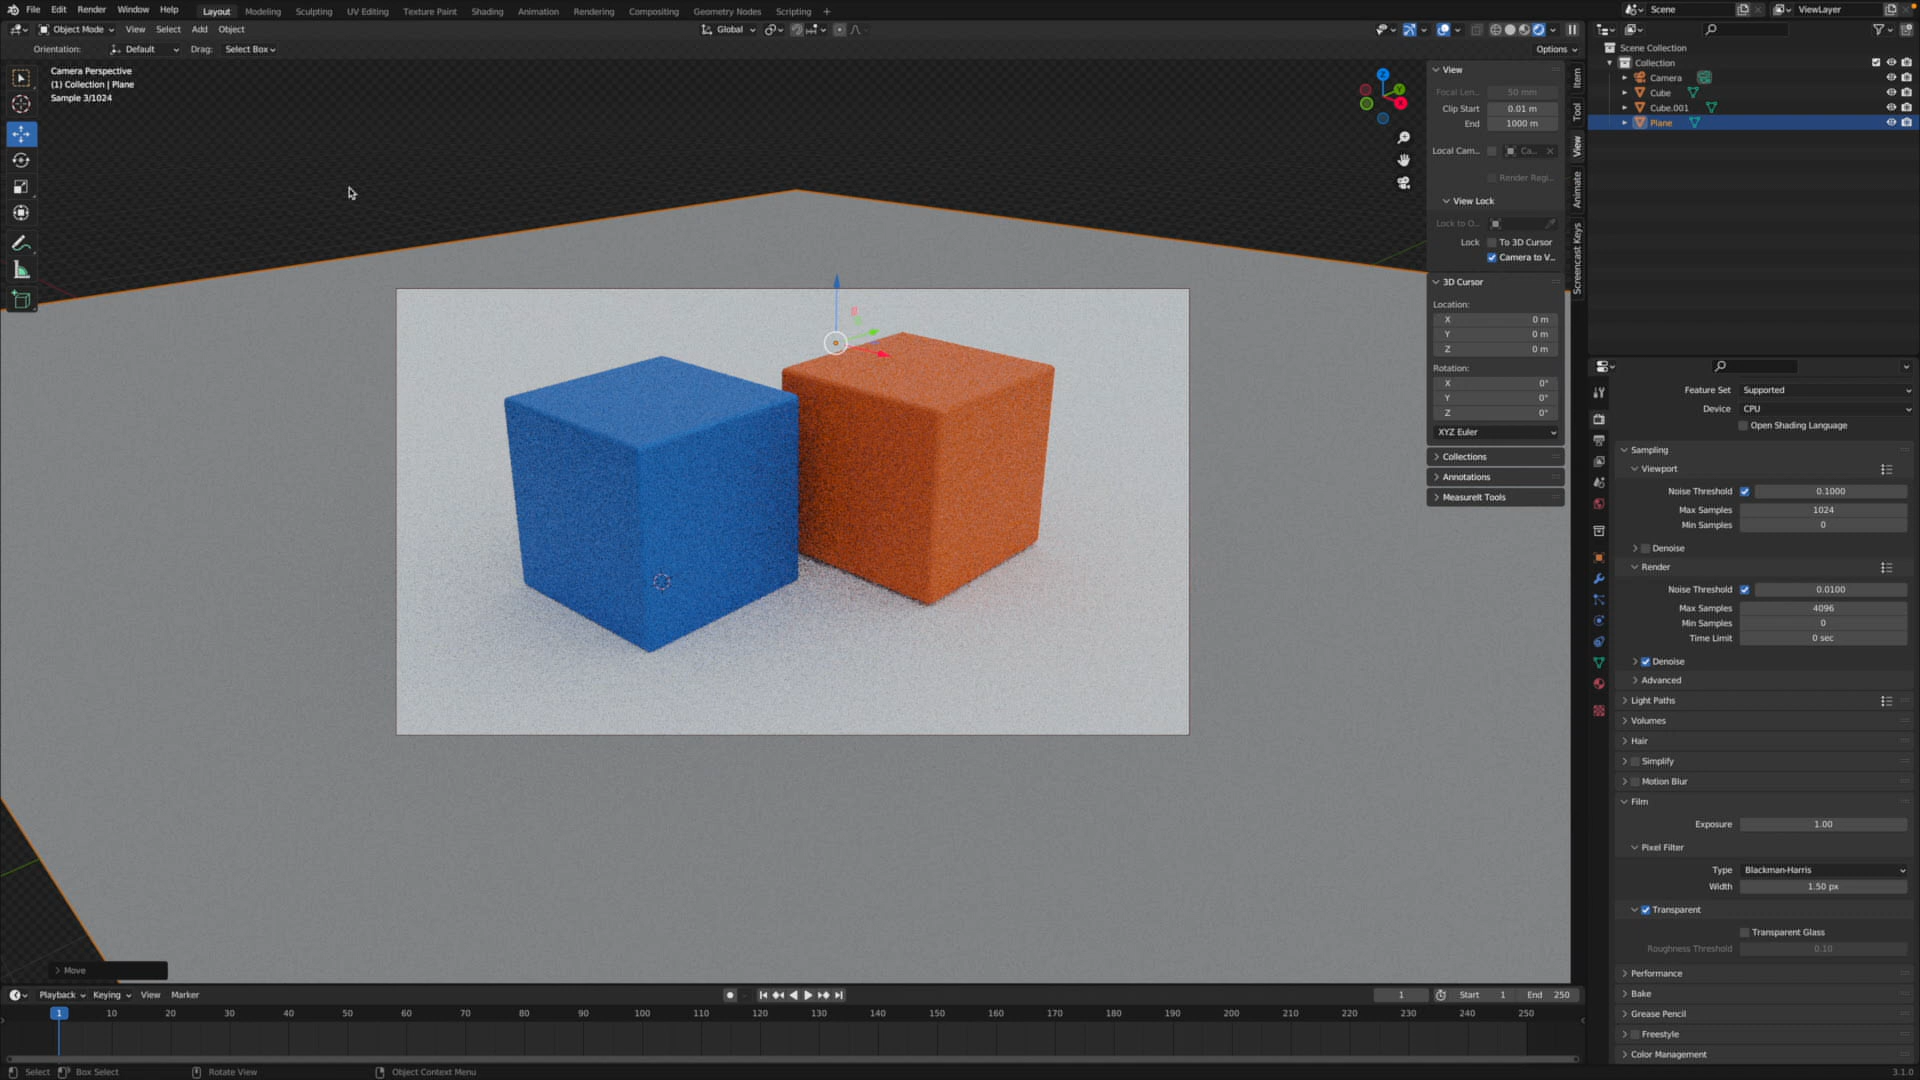 File Edit Render Window Help Layout Modeling Sculpting UV Editing Texture Paint Shading Animation Rendering Compositing Geometry Nodes Scripting + Scene ViewLayer
Object Mode View Select Add Object Global
Orientation: Default Drag: Select Box Options
Camera Perspective
(1) Collection | Plane
Sample 3/1024
View
Focal Len... 50 mm
Clip Start 0.01 m
End 1000 m
Local Cam... Ca...
Render Regi...
View Lock
Lock to O...
Lock To 3D Cursor
Camera to V...
3D Cursor
Location:
X 0 m
Y 0 m
Z 0 m
Rotation:
X 0°
Y 0°
Z 0°
XYZ Euler
Collections
Annotations
MeasureIt Tools
Item
Tool
View
Animate
Screencast Keys
Z
Y
X
Scene Collection
Collection
Camera
Cube
Cube.001
Plane
Feature Set Supported
Device CPU
Open Shading Language
Sampling
Viewport
Noise Threshold 0.1000
Max Samples 1024
Min Samples 0
Denoise
Render
Noise Threshold 0.0100
Max Samples 4096
Min Samples 0
Time Limit 0 sec
Denoise
Advanced
Light Paths
Volumes
Hair
Simplify
Motion Blur
Film
Exposure 1.00
Pixel Filter
Type Blackman-Harris
Width 1.50 px
Transparent
Transparent Glass
Roughness Threshold 0.10
Performance
Bake
Grease Pencil
Freestyle
Color Management
Move
Playback Keying View Marker 1 Start 1 End 250
1 10 20 30 40 50 60 70 80 90 100 110 120 130 140 150 160 170 180 190 200 210 220 230 240 250
Select Box Select Rotate View Object Context Menu 3.1.0